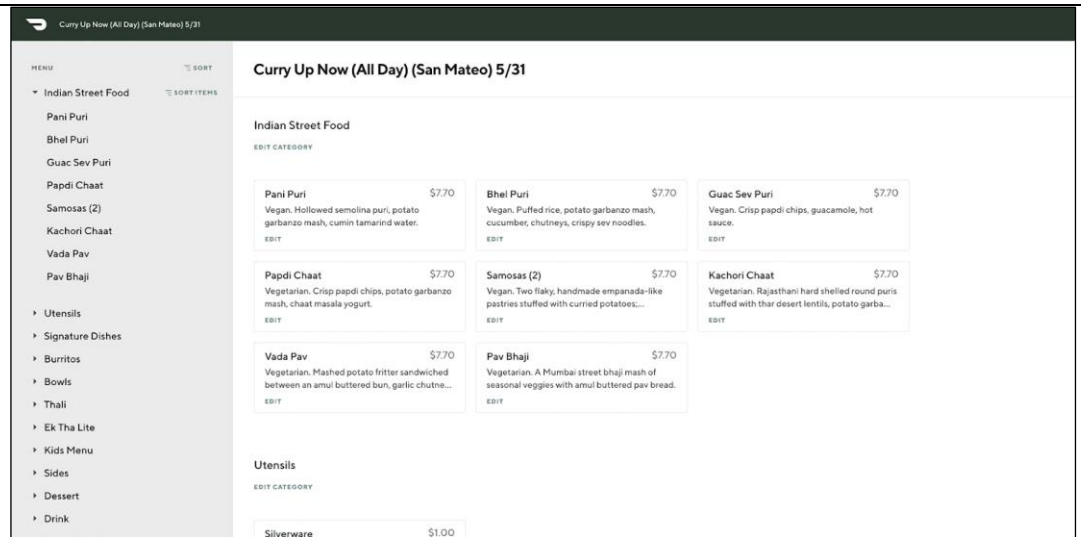 Curry Up Now (All Day) (San Mateo) 5/31
MENU
SORT
Indian Street Food
SORT ITEMS
Pani Puri
Bhel Puri
Guac Sev Puri
Papdi Chaat
Samosas (2)
Kachori Chaat
Vada Pav
Pav Bhaji
Utensils
Signature Dishes
Burritos
Bowls
Thali
Ek Tha Lite
Kids Menu
Sides
Dessert
Drink
Curry Up Now (All Day) (San Mateo) 5/31
Indian Street Food
EDIT CATEGORY
Pani Puri $7.70
Vegan. Hollowed semolina puri, potato
garbanzo mash, cumin tamarind water.
EDIT
Bhel Puri $7.70
Vegan. Puffed rice, potato garbanzo mash,
cucumber, chutneys, crispy sev noodles.
EDIT
Guac Sev Puri $7.70
Vegan. Crisp papdi chips, guacamole, hot
sauce.
EDIT
Papdi Chaat $7.70
Vegetarian. Crisp papdi chips, potato garbanzo
mash, chaat masala yogurt.
EDIT
Samosas (2) $7.70
Vegan. Two flaky, handmade empanada-like
pastries stuffed with curried potatoes;...
EDIT
Kachori Chaat $7.70
Vegetarian. Rajasthani hard shelled round puris
stuffed with thar desert lentils, potato garba...
EDIT
Vada Pav $7.70
Vegetarian. Mashed potato fritter sandwiched
between an amul buttered bun, garlic chutne...
EDIT
Pav Bhaji $7.70
Vegetarian. A Mumbai street bhaji mash of
seasonal veggies with amul buttered pav bread.
EDIT
Utensils
EDIT CATEGORY
Silverware $1.00